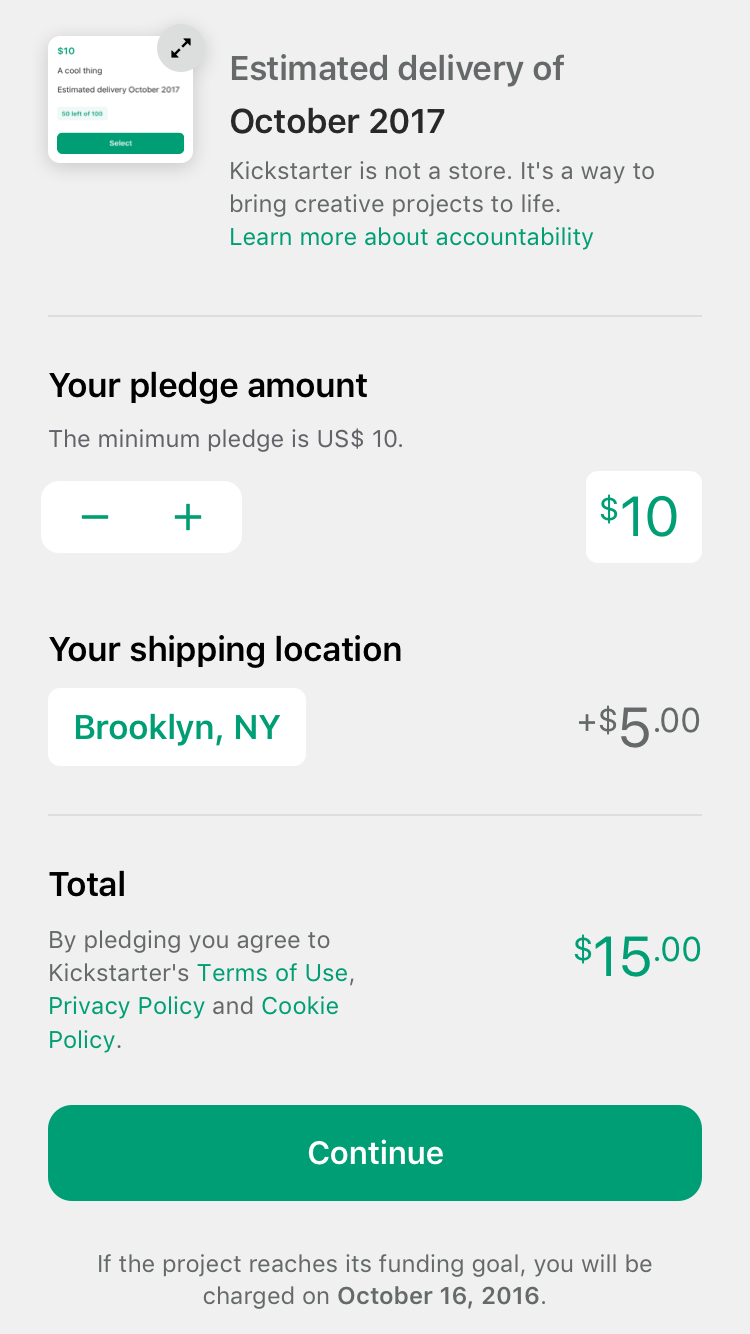 $10
A cool thing
Estimated delivery October 2017
50 left of 100
Select
Estimated delivery of
October 2017
Kickstarter is not a store. It's a way to
bring creative projects to life.
Learn more about accountability
Your pledge amount
The minimum pledge is US$ 10.
$10
Your shipping location
Brooklyn, NY
+$5.00
Total
By pledging you agree to
Kickstarter's Terms of Use,
Privacy Policy and Cookie
Policy.
$15.00
Continue
If the project reaches its funding goal, you will be
charged on October 16, 2016.